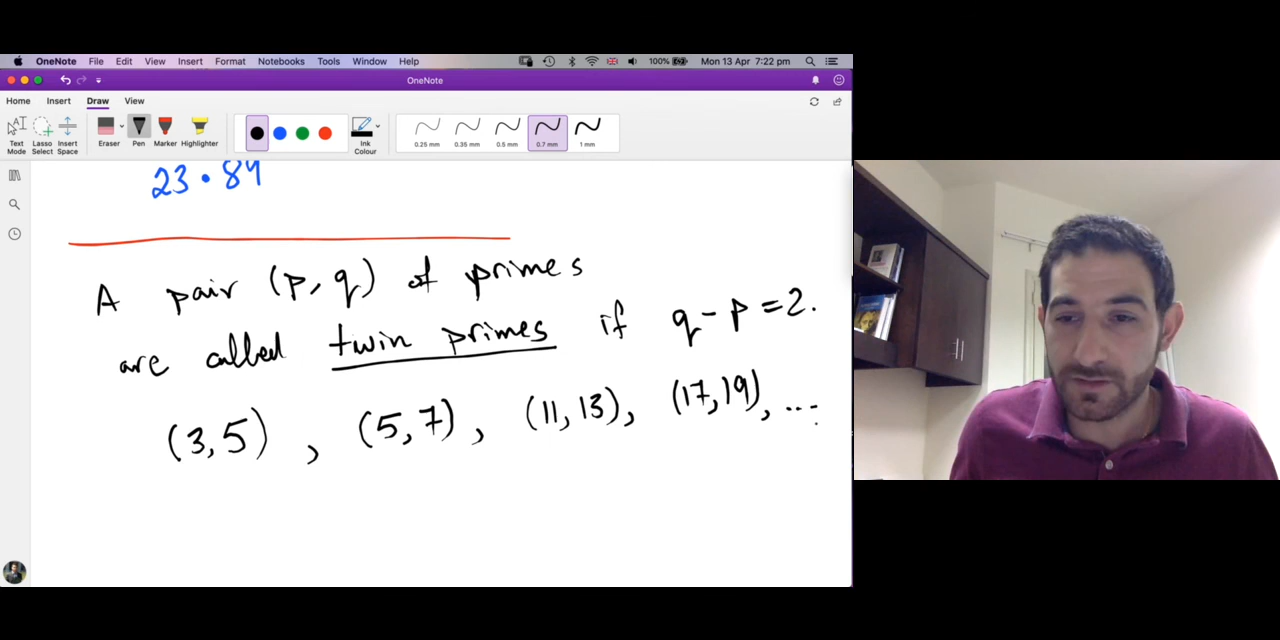 OneNote File Edit View Insert Format Notebooks Tools Window Help 100% Mon 13 Apr 7:22 pm
OneNote
Home Insert Draw View
Text Mode Lasso Select Insert Space Eraser Pen Marker Highlighter Ink Colour 0.25 mm 0.35 mm 0.5 mm 0.7 mm 1 mm
23 • 89
A pair (p, q) of primes
are called twin primes if q - p = 2.
(3,5), (5,7), (11,13), (17,19), ...